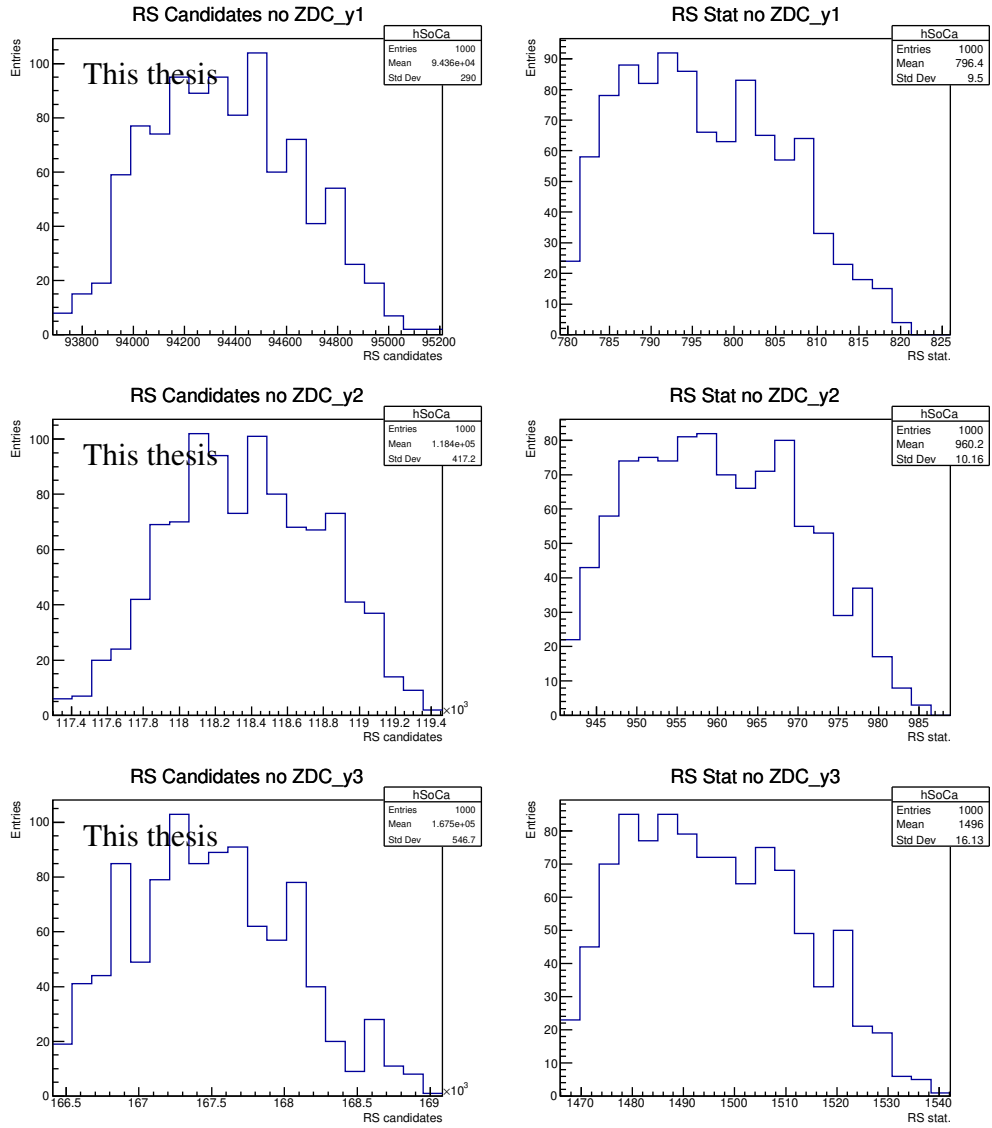 RS Candidates no ZDC_y1
Entries
This thesis
hSoCa
Entries 1000
Mean 9.436e+04
Std Dev 290
100
80
60
40
20
0
93800 94000 94200 94400 94600 94800 95000 95200
RS candidates
RS Stat no ZDC_y1
Entries
hSoCa
Entries 1000
Mean 796.4
Std Dev 9.5
90
80
70
60
50
40
30
20
10
0
780 785 790 795 800 805 810 815 820 825
RS stat.
RS Candidates no ZDC_y2
Entries
This thesis
hSoCa
Entries 1000
Mean 1.184e+05
Std Dev 417.2
100
80
60
40
20
0
117.4 117.6 117.8 118 118.2 118.4 118.6 118.8 119 119.2 119.4
×10³
RS candidates
RS Stat no ZDC_y2
Entries
hSoCa
Entries 1000
Mean 960.2
Std Dev 10.16
80
70
60
50
40
30
20
10
0
945 950 955 960 965 970 975 980 985
RS stat.
RS Candidates no ZDC_y3
Entries
This thesis
hSoCa
Entries 1000
Mean 1.675e+05
Std Dev 546.7
100
80
60
40
20
0
166.5 167 167.5 168 168.5 169
×10³
RS candidates
RS Stat no ZDC_y3
Entries
hSoCa
Entries 1000
Mean 1496
Std Dev 16.13
80
70
60
50
40
30
20
10
0
1470 1480 1490 1500 1510 1520 1530 1540
RS stat.